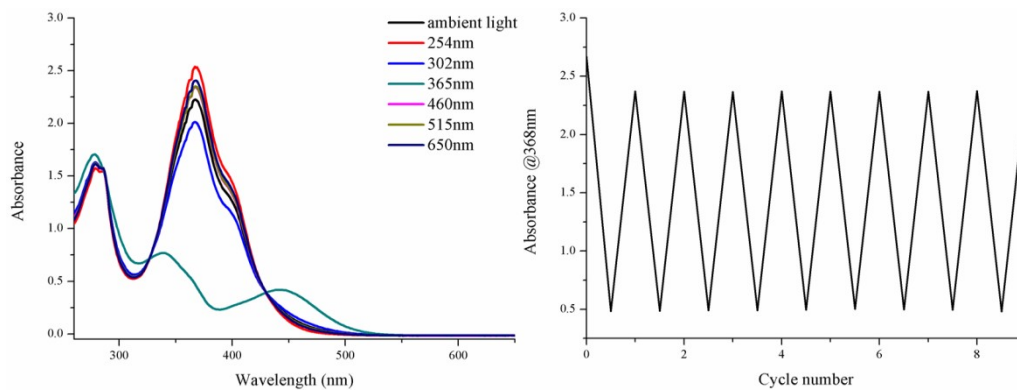 3.0
2.5
2.0
1.5
1.0
0.5
0.0
Absorbance
300
400
500
600
Wavelength (nm)
ambient light
254nm
302nm
365nm
460nm
515nm
650nm
3.0
2.5
2.0
1.5
1.0
0.5
Absorbance @368nm
0
2
4
6
8
Cycle number